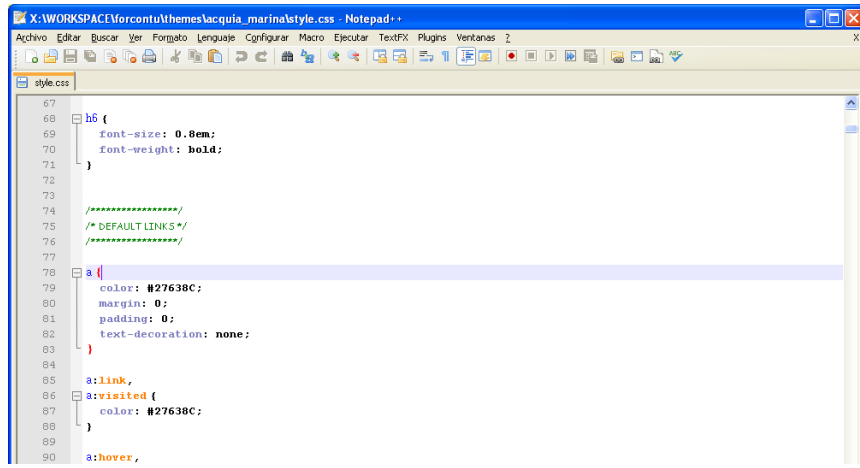 X:\WORKSPACE\forcontu\themes\acquia_marina\style.css - Notepad++
Archivo Editar Buscar Ver Formato Lenguaje Configurar Macro Ejecutar TextFX Plugins Ventanas ? X
style.css
67
68 h6 {
69 font-size: 0.8em;
70 font-weight: bold;
71 }
72
73
74 /*****************/
75 /* DEFAULT LINKS */
76 /*****************/
77
78 a {
79 color: #27638C;
80 margin: 0;
81 padding: 0;
82 text-decoration: none;
83 }
84
85 a:link,
86 a:visited {
87 color: #27638C;
88 }
89
90 a:hover,